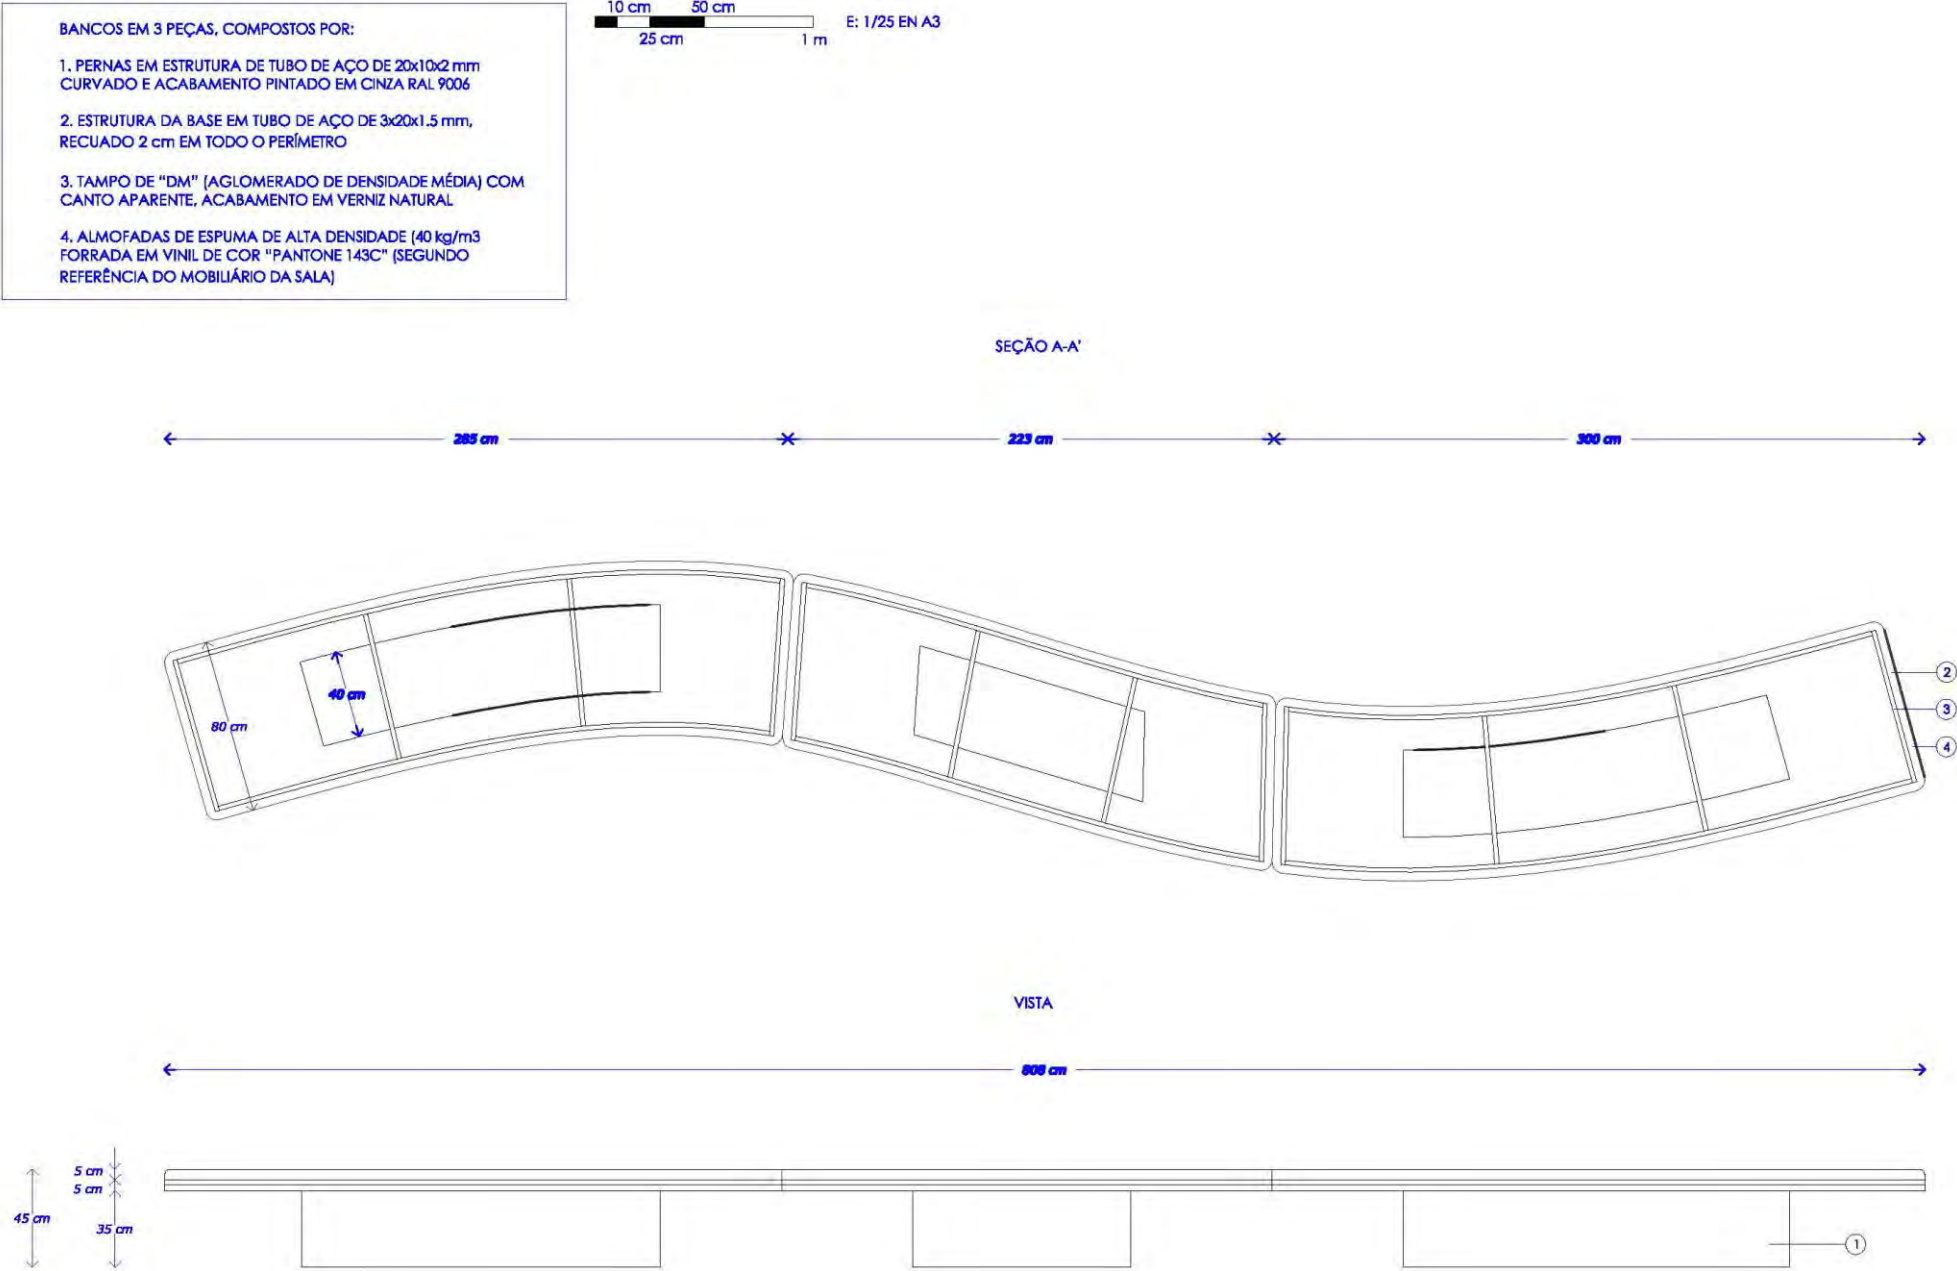 BANCOS EM 3 PEÇAS, COMPOSTOS POR:
1. PERNAS EM ESTRUTURA DE TUBO DE AÇO DE 20x10x2 mm
CURVADO E ACABAMENTO PINTADO EM CINZA RAL 9006
2. ESTRUTURA DA BASE EM TUBO DE AÇO DE 3x20x1.5 mm,
RECUADO 2 cm EM TODO O PERÍMETRO
3. TAMPO DE “DM” (AGLOMERADO DE DENSIDADE MÉDIA) COM
CANTO APARENTE, ACABAMENTO EM VERNIZ NATURAL
4. ALMOFADAS DE ESPUMA DE ALTA DENSIDADE (40 kg/m3
FORRADA EM VINIL DE COR "PANTONE 143C" (SEGUNDO
REFERÊNCIA DO MOBILIÁRIO DA SALA)
10 cm 50 cm
25 cm 1 m
E: 1/25 EN A3
SEÇÃO A-A'
285 cm 223 cm 300 cm
40 cm
80 cm
2
3
4
VISTA
808 cm
5 cm
5 cm
45 cm
35 cm
1